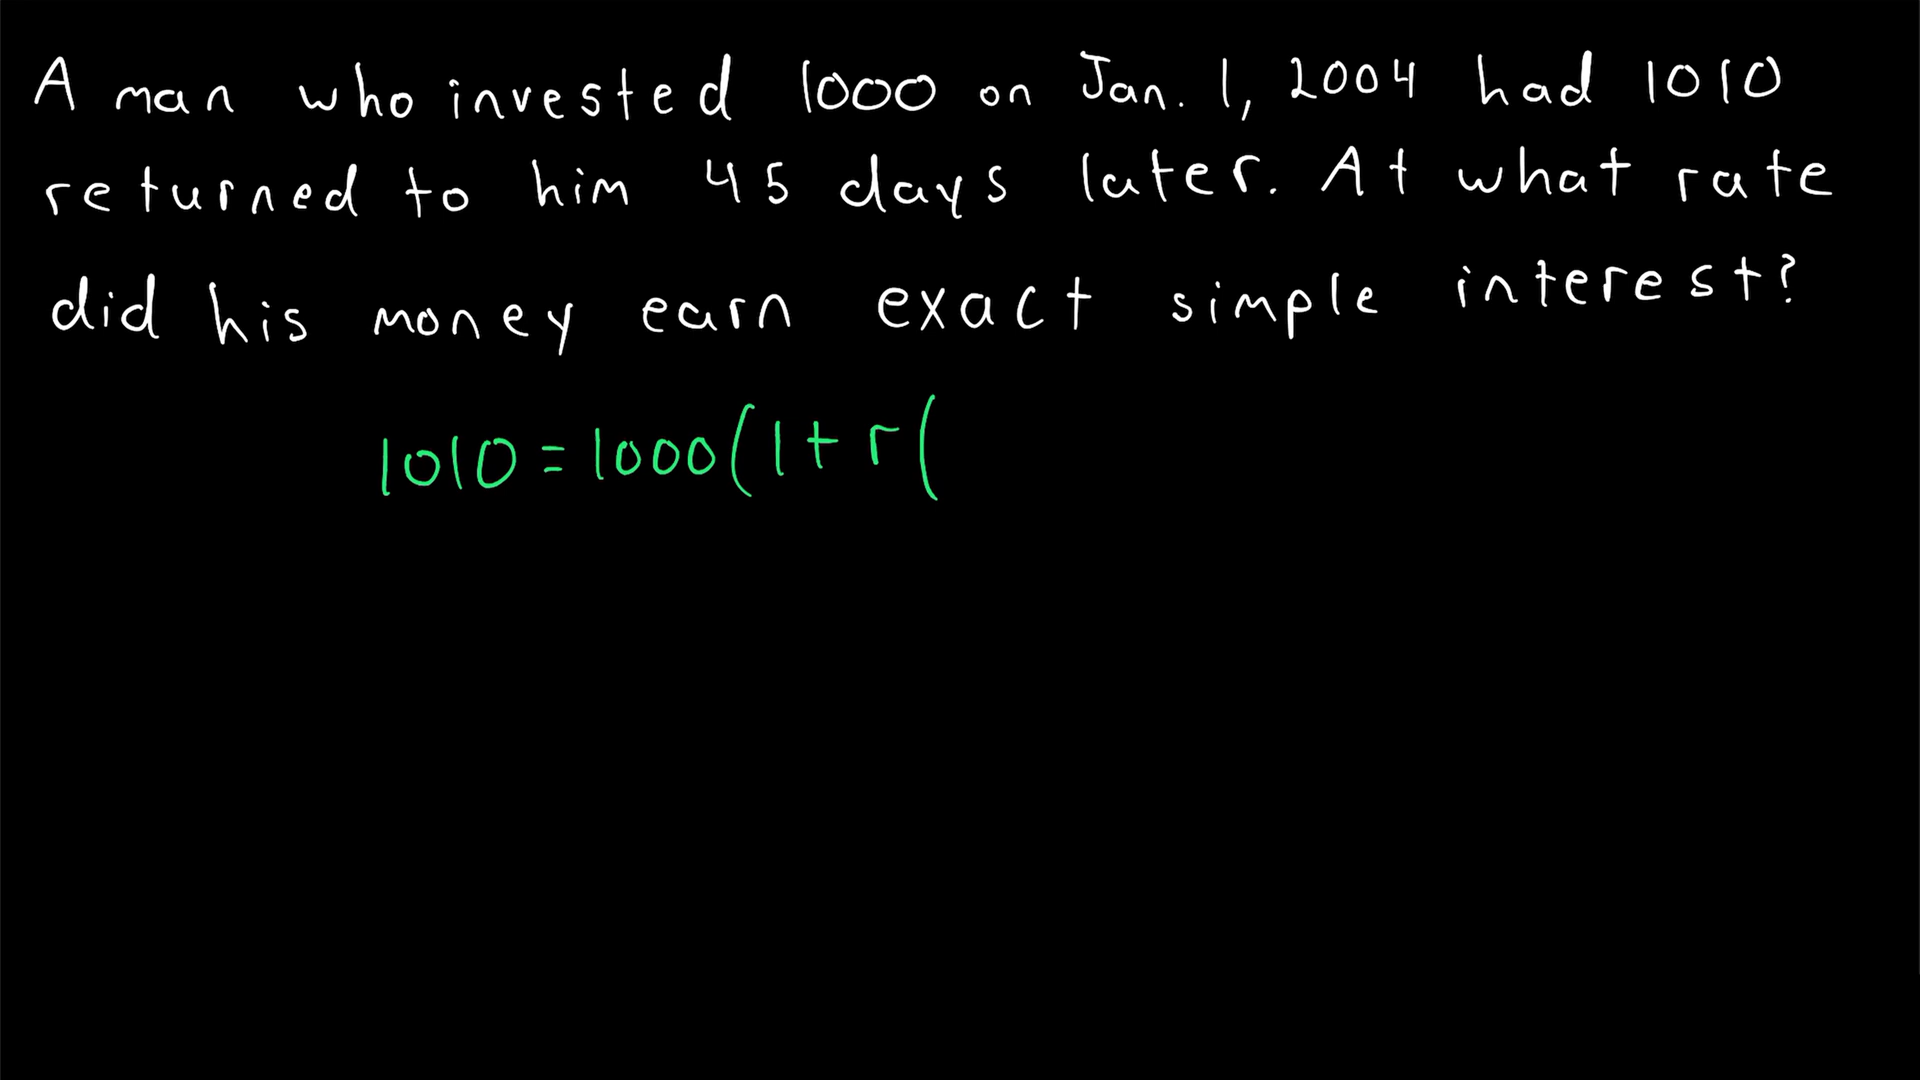 A man who invested 1000 on Jan. 1, 2004 had 1010
returned to him 45 days later. At what rate
did his money earn exact simple interest?
1010 = 1000(1+ r(